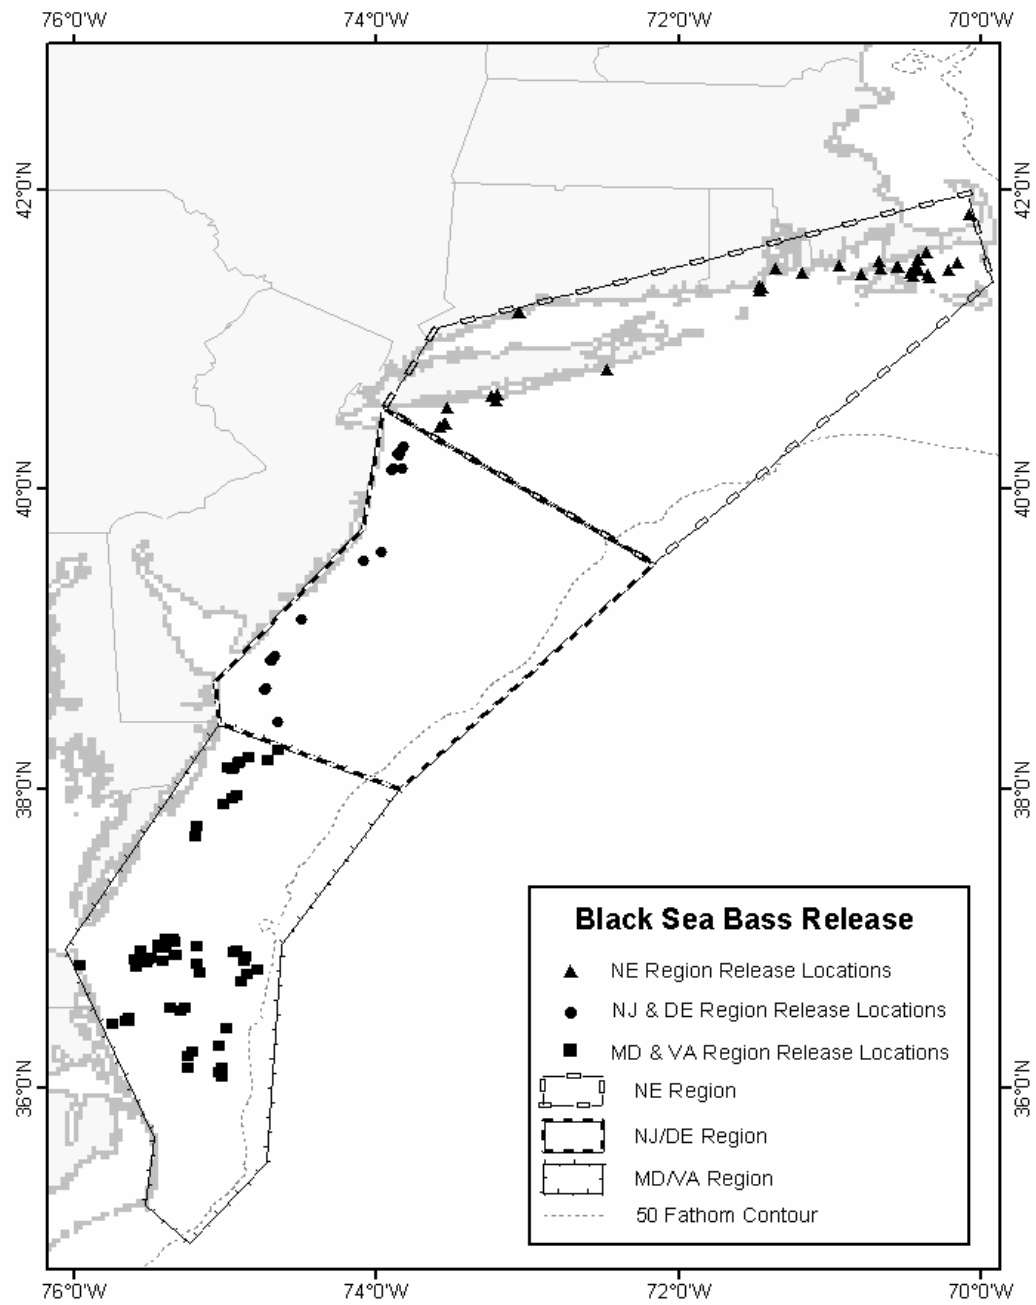 76°0'W 74°0'W 72°0'W 70°0'W
42°0'N 42°0'N
40°0'N 40°0'N
38°0'N 38°0'N
Black Sea Bass Release
NE Region Release Locations
NJ & DE Region Release Locations
MD & VA Region Release Locations
36°0'N 36°0'N
NE Region
NJ/DE Region
MD/VA Region
50 Fathom Contour
76°0'W 74°0'W 72°0'W 70°0'W